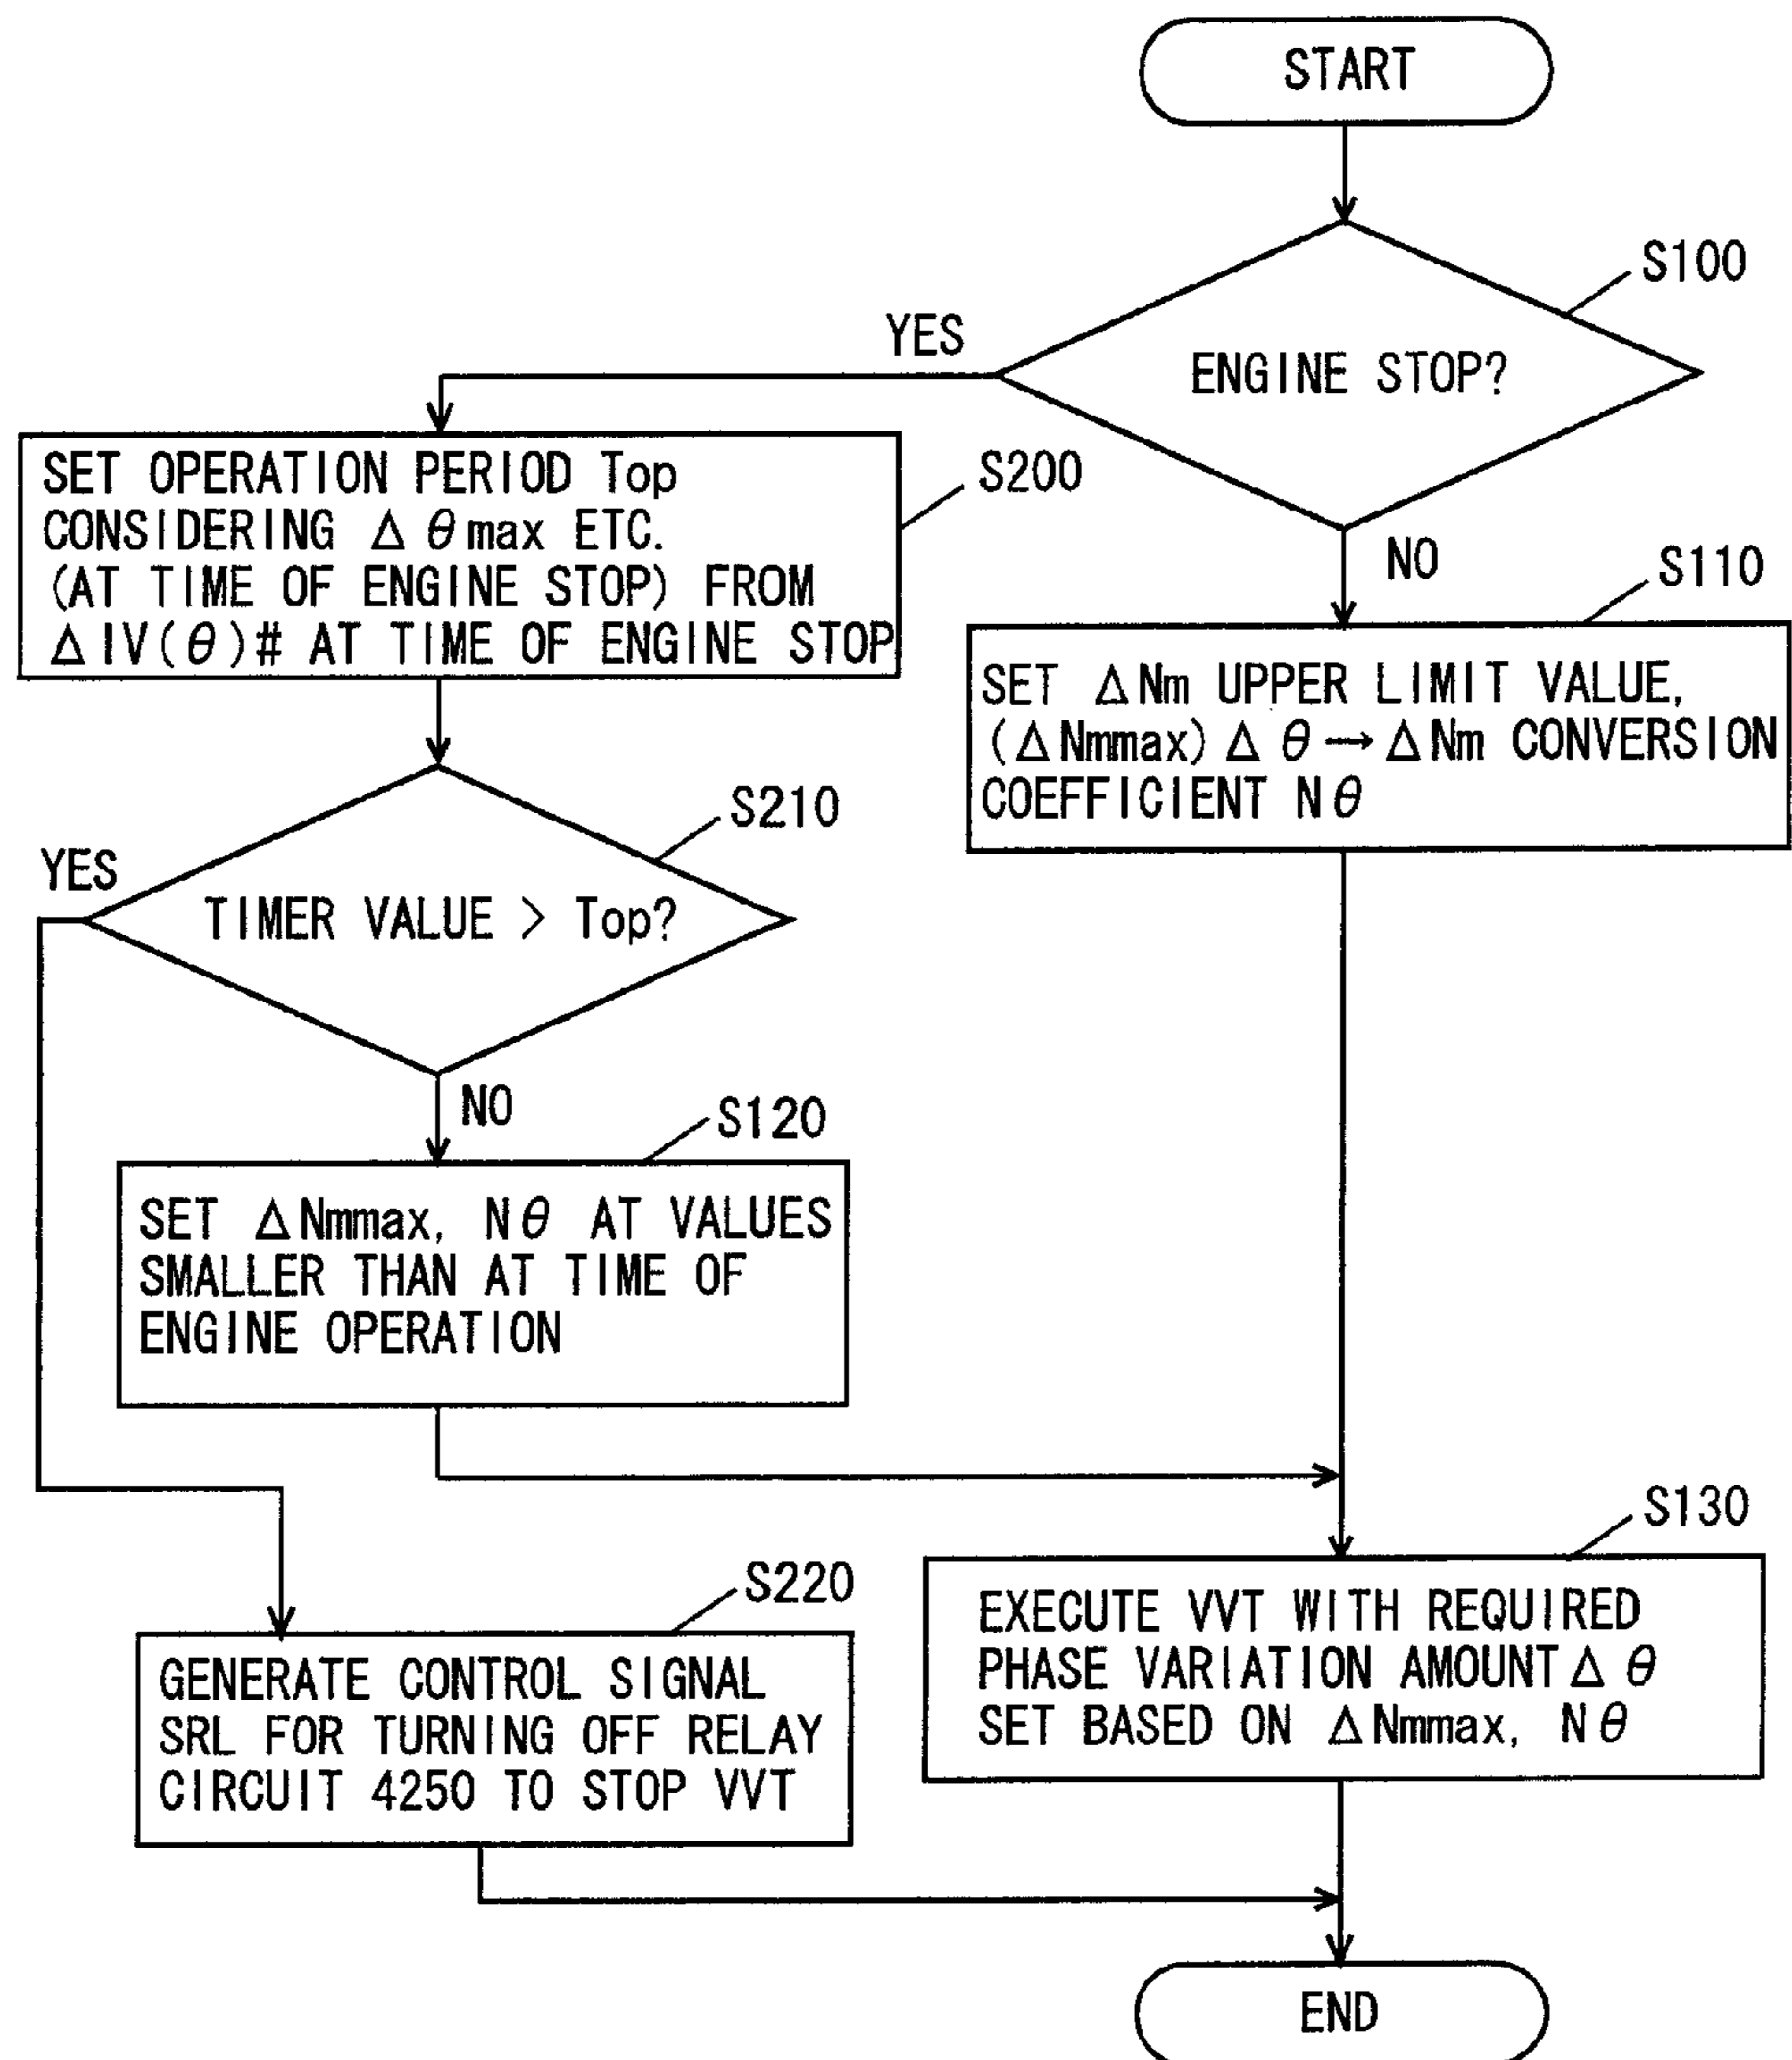 START
S100
ENGINE STOP?
YES
NO
S200
SET OPERATION PERIOD Top
CONSIDERING Δθmax ETC.
(AT TIME OF ENGINE STOP) FROM
ΔIV(θ)# AT TIME OF ENGINE STOP
S110
SET ΔNm UPPER LIMIT VALUE,
(ΔNmmax) Δθ→ΔNm CONVERSION
COEFFICIENT Nθ
S210
YES
TIMER VALUE > Top?
NO
S120
SET ΔNmmax, Nθ AT VALUES
SMALLER THAN AT TIME OF
ENGINE OPERATION
S130
EXECUTE VVT WITH REQUIRED
PHASE VARIATION AMOUNT Δθ
SET BASED ON ΔNmmax, Nθ
S220
GENERATE CONTROL SIGNAL
SRL FOR TURNING OFF RELAY
CIRCUIT 4250 TO STOP VVT
END